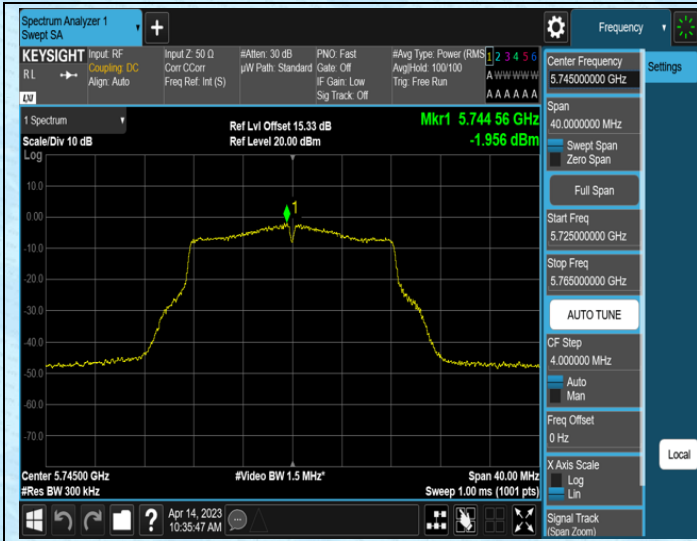 Spectrum Analyzer 1
Swept SA
+
Frequency
KEYSIGHT
RL
LXI
Input: RF
Coupling: DC
Align: Auto
Input Z: 50 Ω
Corr CCorr
Freq Ref: Int (S)
#Atten: 30 dB
µW Path: Standard
PNO: Fast
Gate: Off
IF Gain: Low
Sig Track: Off
#Avg Type: Power (RMS
Avg|Hold: 100/100
Trig: Free Run
1 2 3 4 5 6
A W W W W W
A A A A A A
1 Spectrum
Scale/Div 10 dB
Log
Ref Lvl Offset 15.33 dB
Ref Level 20.00 dBm
Mkr1 5.744 56 GHz
-1.956 dBm
1
10.0
0.00
-10.0
-20.0
-30.0
-40.0
-50.0
-60.0
-70.0
Center 5.74500 GHz
#Res BW 300 kHz
#Video BW 1.5 MHz*
Span 40.00 MHz
Sweep 1.00 ms (1001 pts)
?
Apr 14, 2023
10:35:47 AM
Center Frequency
5.745000000 GHz
Settings
Span
40.0000000 MHz
Swept Span
Zero Span
Full Span
Start Freq
5.725000000 GHz
Stop Freq
5.765000000 GHz
AUTO TUNE
CF Step
4.000000 MHz
Auto
Man
Freq Offset
0 Hz
X Axis Scale
Log
Lin
Local
Signal Track
(Span Zoom)